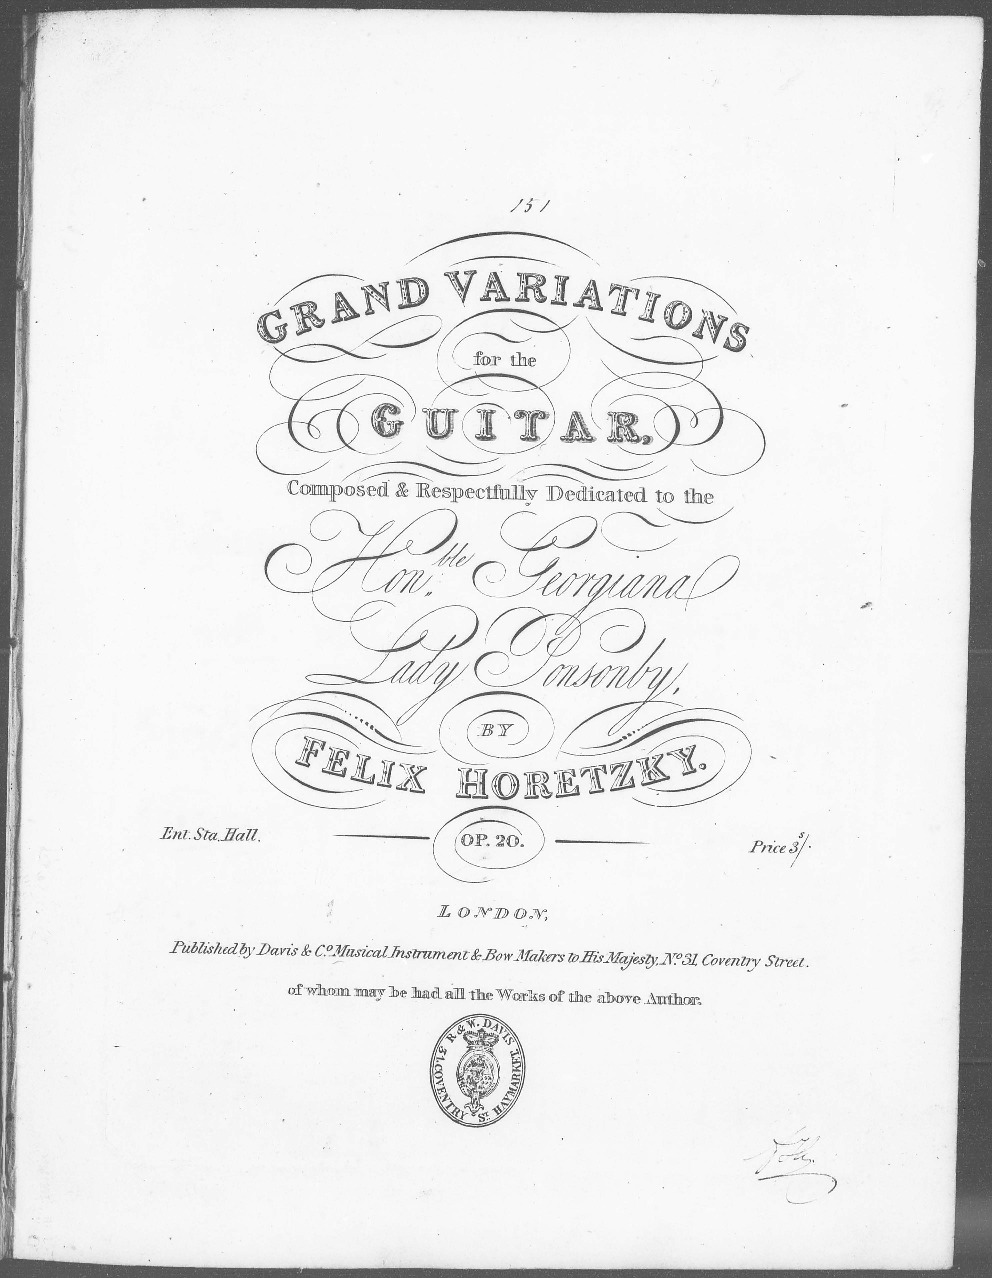 151
GRAND VARIATIONS
for the
GUITAR,
Composed & Respectfully Dedicated to the
Hon.ble Georgiana
Lady Ponsonby,
BY
FELIX HORETZKY.
Ent. Sta. Hall.
OP. 20.
Price 3s/.
LONDON,
Published by Davis & Co. Musical Instrument & Bow Makers to His Majesty, No. 31, Coventry Street.
of whom may be had all the Works of the above Author.
R & W. DAVIS
31. COVENTRY ST. HAYMARKET.